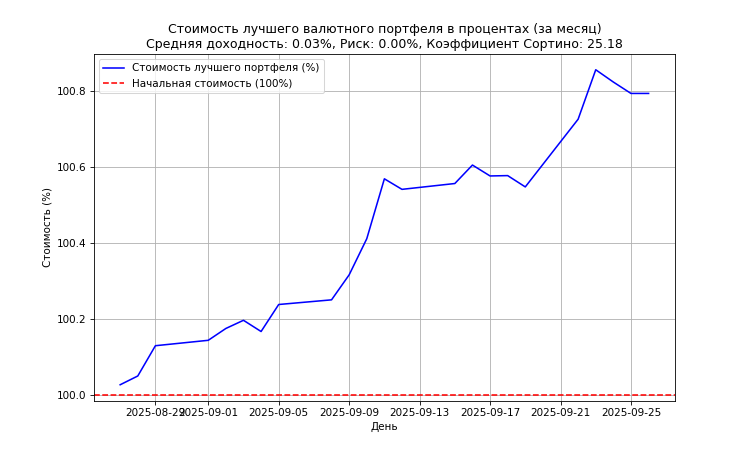 Стоимость лучшего валютного портфеля в процентах (за месяц)
Средняя доходность: 0.03%, Риск: 0.00%, Коэффициент Сортино: 25.18
Стоимость лучшего портфеля (%)
Начальная стоимость (100%)
100.8
100.6
100.4
100.2
100.0
Стоимость (%)
2025-08-29 2025-09-01 2025-09-05 2025-09-09 2025-09-13 2025-09-17 2025-09-21 2025-09-25
День